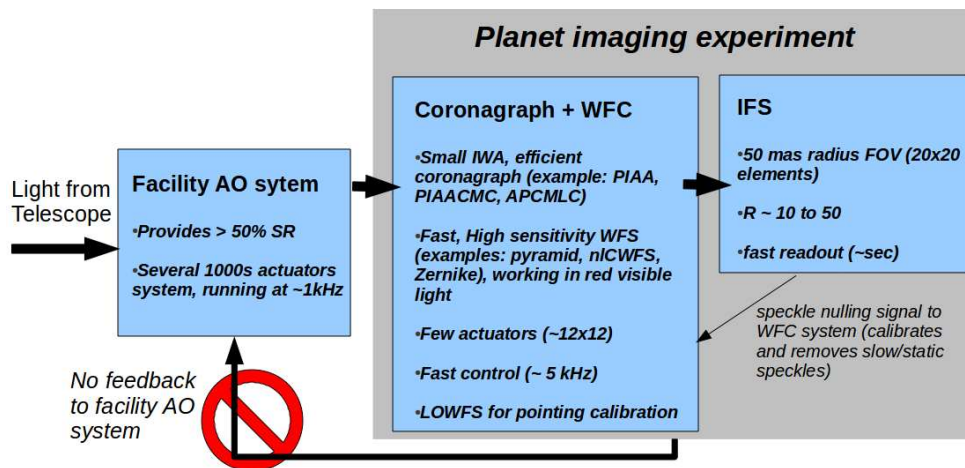 Planet imaging experiment
Light from
Telescope
Facility AO sytem
•Provides > 50% SR
•Several 1000s actuators
system, running at ~1kHz
No feedback
to facility AO
system
Coronagraph + WFC
•Small IWA, efficient
coronagraph (example: PIAA,
PIAACMC, APCMLC)
•Fast, High sensitivity WFS
(examples: pyramid, nlCWFS,
Zernike), working in red visible
light
•Few actuators (~12x12)
•Fast control (~ 5 kHz)
•LOWFS for pointing calibration
IFS
•50 mas radius FOV (20x20
elements)
•R ~ 10 to 50
•fast readout (~sec)
speckle nulling signal to
WFC system (calibrates
and removes slow/static
speckles)